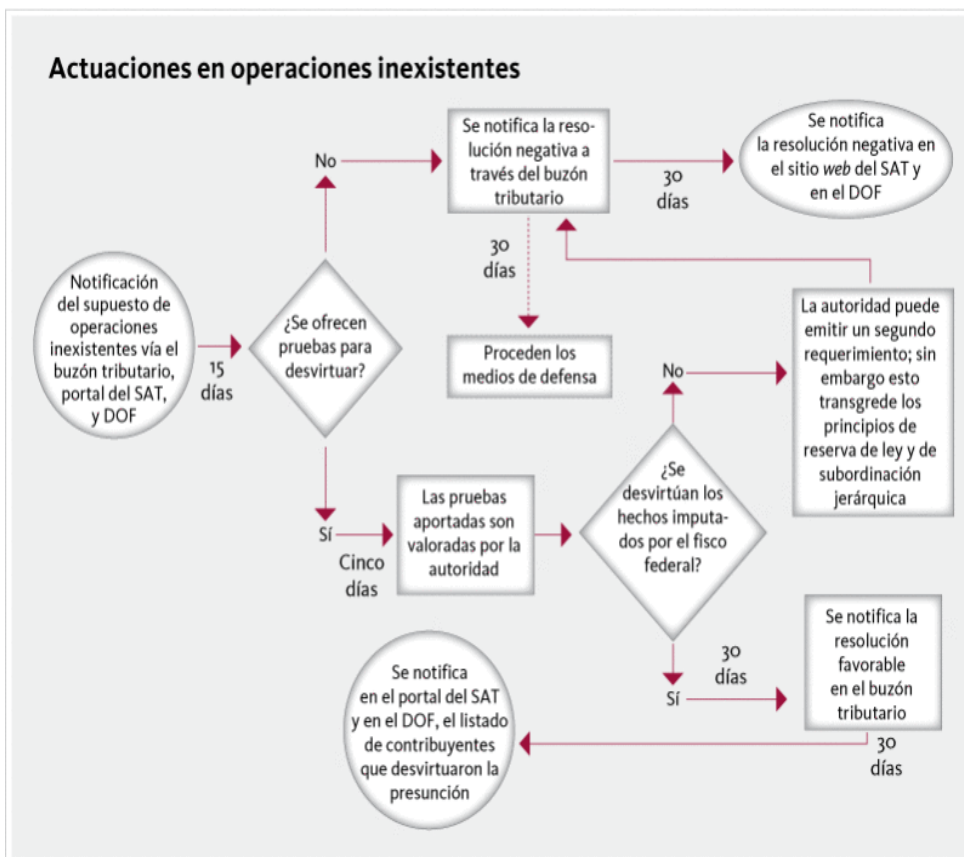 Actuaciones en operaciones inexistentes
Notificación
del supuesto de
operaciones
inexistentes vía el
buzón tributario,
portal del SAT,
y DOF
15
días
¿Se ofrecen
pruebas para
desvirtuar?
No
Se notifica la reso-
lución negativa a
través del buzón
tributario
30
días
Se notifica
la resolución negativa en
el sitio web del SAT y
en el DOF
30
días
Proceden los
medios de defensa
Sí
Cinco
días
Las pruebas
aportadas son
valoradas por la
autoridad
¿Se
desvirtúan los
hechos imputa-
dos por el fisco
federal?
No
La autoridad puede
emitir un segundo
requerimiento; sin
embargo esto
transgrede los
principios de
reserva de ley y de
subordinación
jerárquica
Sí
30
días
Se notifica la
resolución
favorable
en el buzón
tributario
30
días
Se notifica
en el portal del SAT
y en el DOF, el listado
de contribuyentes
que desvirtuaron la
presunción